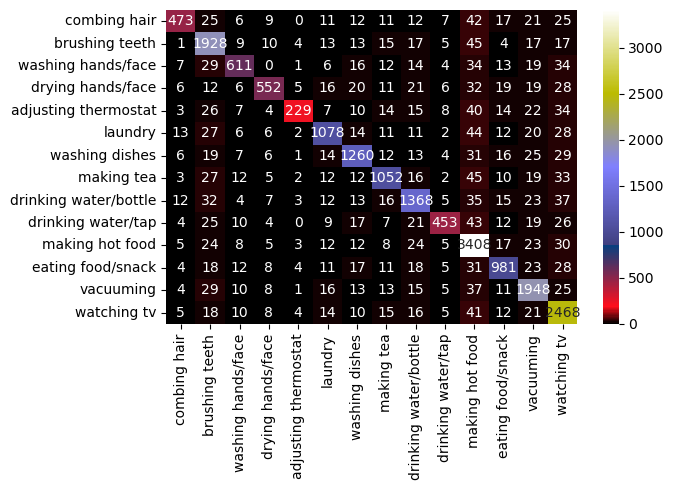 combing hair 473 25 6 9 0 11 12 11 12 7 42 17 21 25
brushing teeth 1 1928 9 10 4 13 13 15 17 5 45 4 17 17
washing hands/face 7 29 611 0 1 6 16 12 14 4 34 13 19 34
drying hands/face 6 12 6 552 5 16 20 11 21 6 32 19 19 28
adjusting thermostat 3 26 7 4 229 7 10 14 15 8 40 14 22 34
laundry 13 27 6 6 2 1078 14 11 11 2 44 12 20 28
washing dishes 6 19 7 6 1 14 1260 12 13 4 31 16 25 29
making tea 3 27 12 5 2 12 12 1052 16 2 45 10 19 33
drinking water/bottle 12 32 4 7 3 12 13 16 1368 5 35 15 23 37
drinking water/tap 4 25 10 4 0 9 17 7 21 453 43 12 19 26
making hot food 5 24 8 5 3 12 12 8 24 5 3408 17 23 30
eating food/snack 4 18 12 8 4 11 17 11 18 5 31 981 23 28
vacuuming 4 29 10 8 1 16 13 13 15 5 37 11 1948 25
watching tv 5 18 10 8 4 14 10 15 16 5 41 12 21 2468
combing hair
brushing teeth
washing hands/face
drying hands/face
adjusting thermostat
laundry
washing dishes
making tea
drinking water/bottle
drinking water/tap
making hot food
eating food/snack
vacuuming
watching tv
3000
2500
2000
1500
1000
500
0